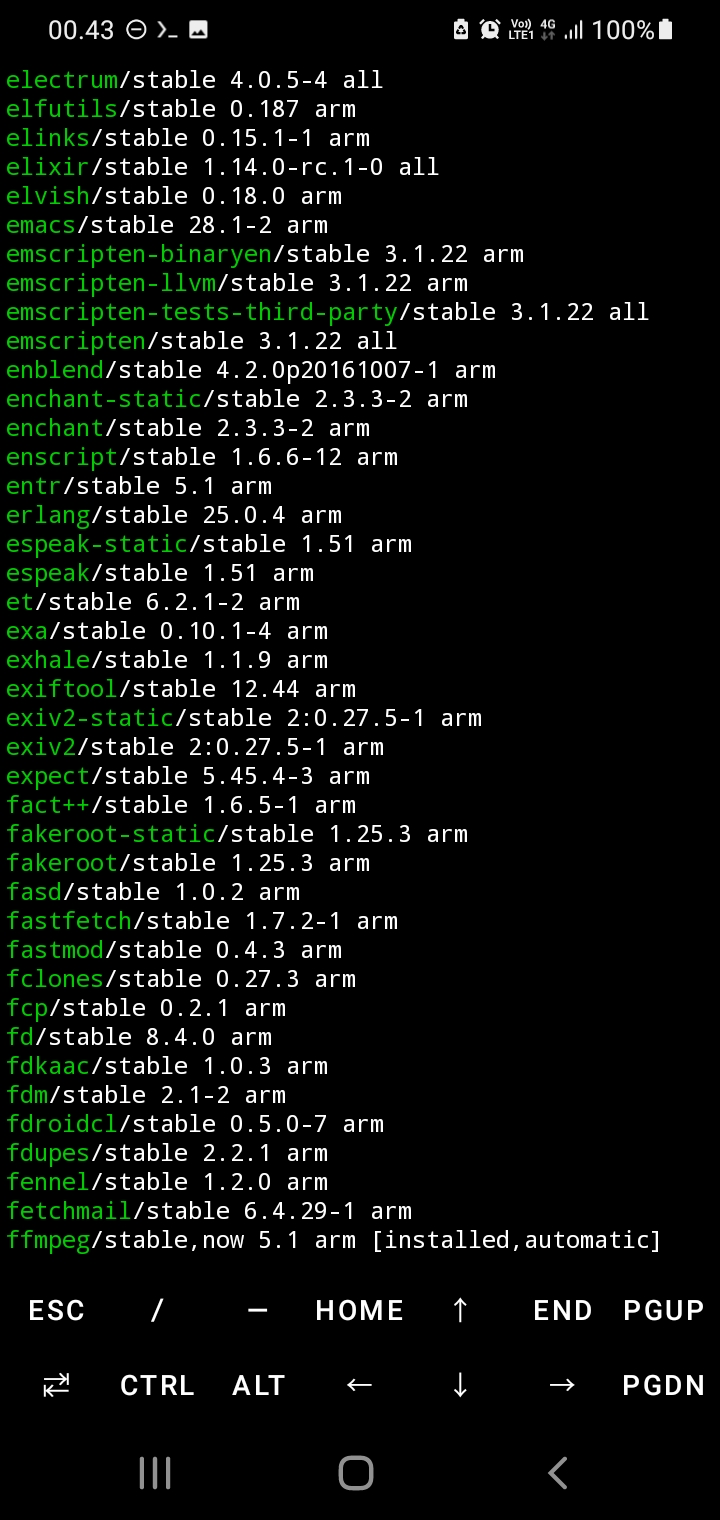 00.43 Vo)) LTE1 4G 100%
electrum/stable 4.0.5-4 all
elfutils/stable 0.187 arm
elinks/stable 0.15.1-1 arm
elixir/stable 1.14.0-rc.1-0 all
elvish/stable 0.18.0 arm
emacs/stable 28.1-2 arm
emscripten-binaryen/stable 3.1.22 arm
emscripten-llvm/stable 3.1.22 arm
emscripten-tests-third-party/stable 3.1.22 all
emscripten/stable 3.1.22 all
enblend/stable 4.2.0p20161007-1 arm
enchant-static/stable 2.3.3-2 arm
enchant/stable 2.3.3-2 arm
enscript/stable 1.6.6-12 arm
entr/stable 5.1 arm
erlang/stable 25.0.4 arm
espeak-static/stable 1.51 arm
espeak/stable 1.51 arm
et/stable 6.2.1-2 arm
exa/stable 0.10.1-4 arm
exhale/stable 1.1.9 arm
exiftool/stable 12.44 arm
exiv2-static/stable 2:0.27.5-1 arm
exiv2/stable 2:0.27.5-1 arm
expect/stable 5.45.4-3 arm
fact++/stable 1.6.5-1 arm
fakeroot-static/stable 1.25.3 arm
fakeroot/stable 1.25.3 arm
fasd/stable 1.0.2 arm
fastfetch/stable 1.7.2-1 arm
fastmod/stable 0.4.3 arm
fclones/stable 0.27.3 arm
fcp/stable 0.2.1 arm
fd/stable 8.4.0 arm
fdkaac/stable 1.0.3 arm
fdm/stable 2.1-2 arm
fdroidcl/stable 0.5.0-7 arm
fdupes/stable 2.2.1 arm
fennel/stable 1.2.0 arm
fetchmail/stable 6.4.29-1 arm
ffmpeg/stable,now 5.1 arm [installed,automatic]
ESC / — HOME ↑ END PGUP
⇄ CTRL ALT ← ↓ → PGDN